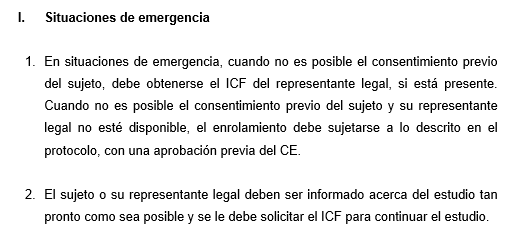 I. Situaciones de emergencia
1. En situaciones de emergencia, cuando no es posible el consentimiento previo
del sujeto, debe obtenerse el ICF del representante legal, si está presente.
Cuando no es posible el consentimiento previo del sujeto y su representante
legal no esté disponible, el enrolamiento debe sujetarse a lo descrito en el
protocolo, con una aprobación previa del CE.
2. El sujeto o su representante legal deben ser informado acerca del estudio tan
pronto como sea posible y se le debe solicitar el ICF para continuar el estudio.